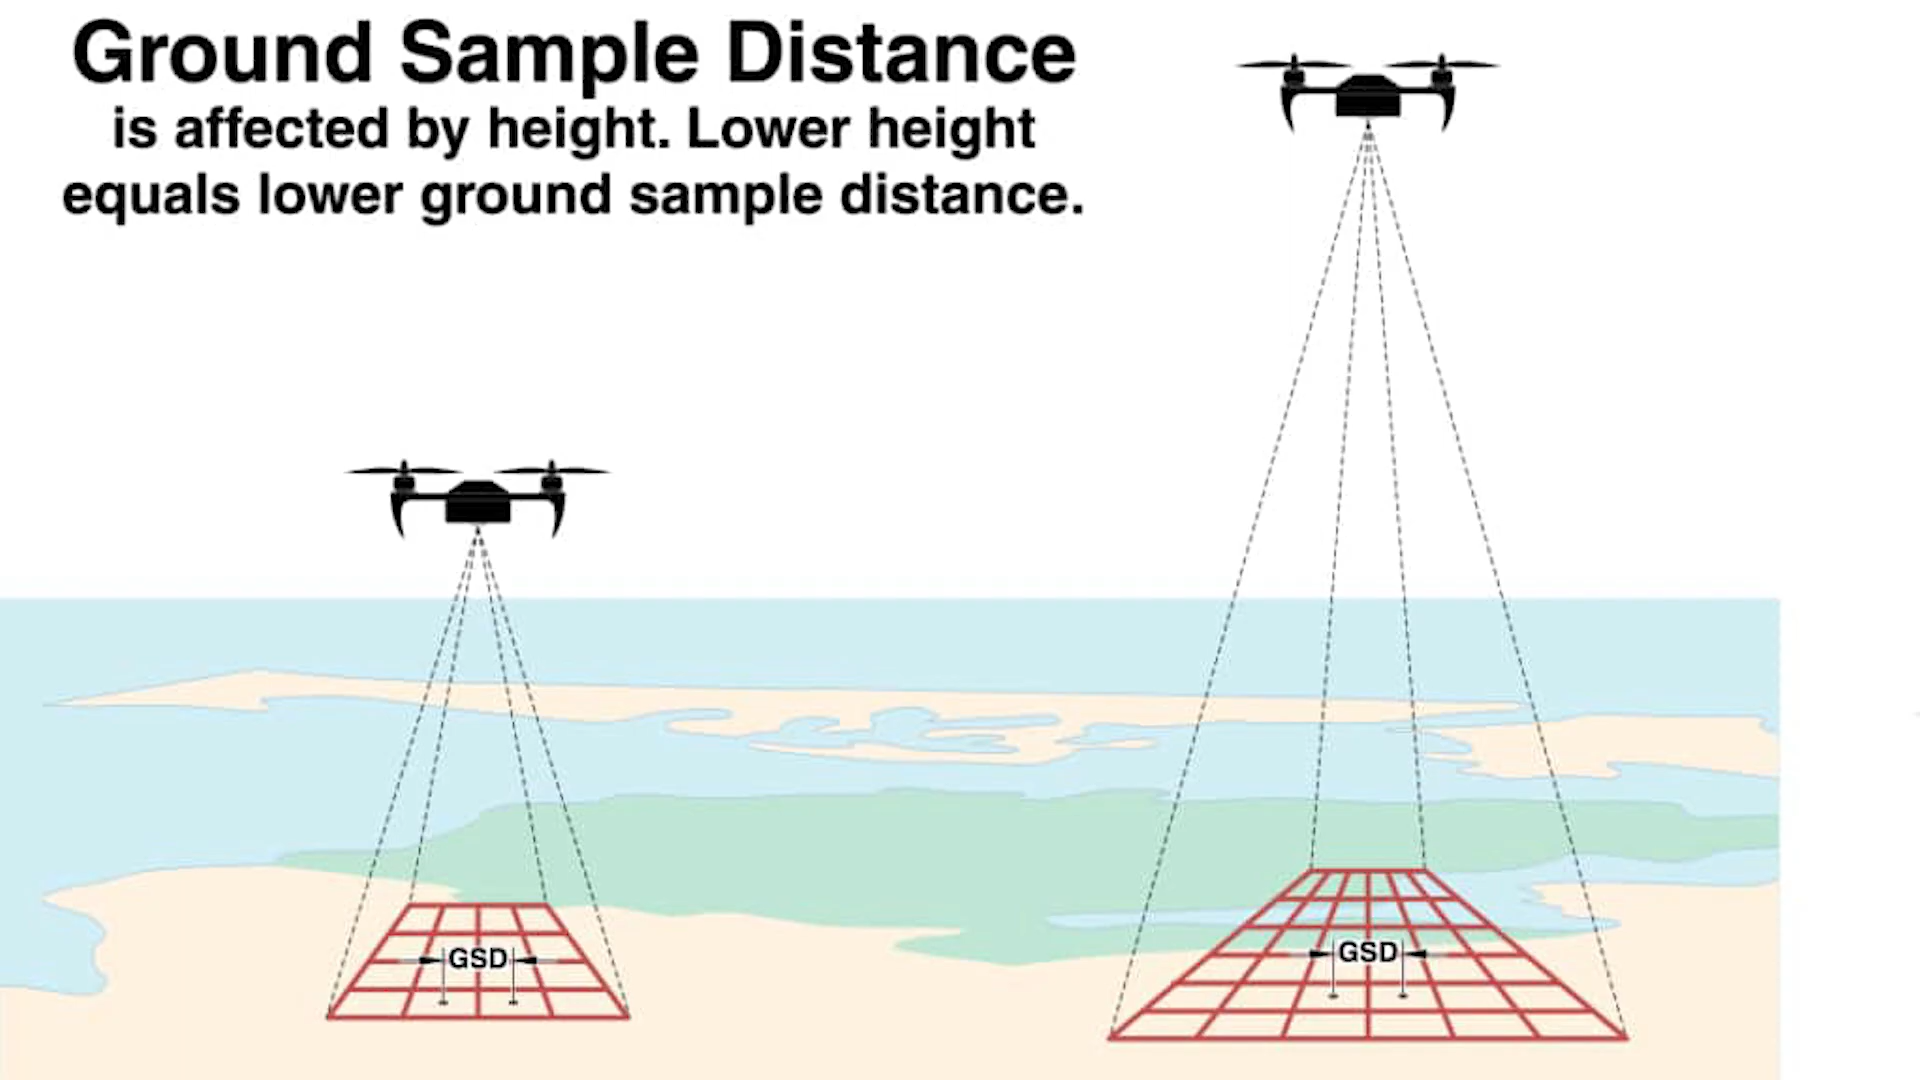 Ground Sample Distance
is affected by height. Lower height
equals lower ground sample distance.
GSD
GSD